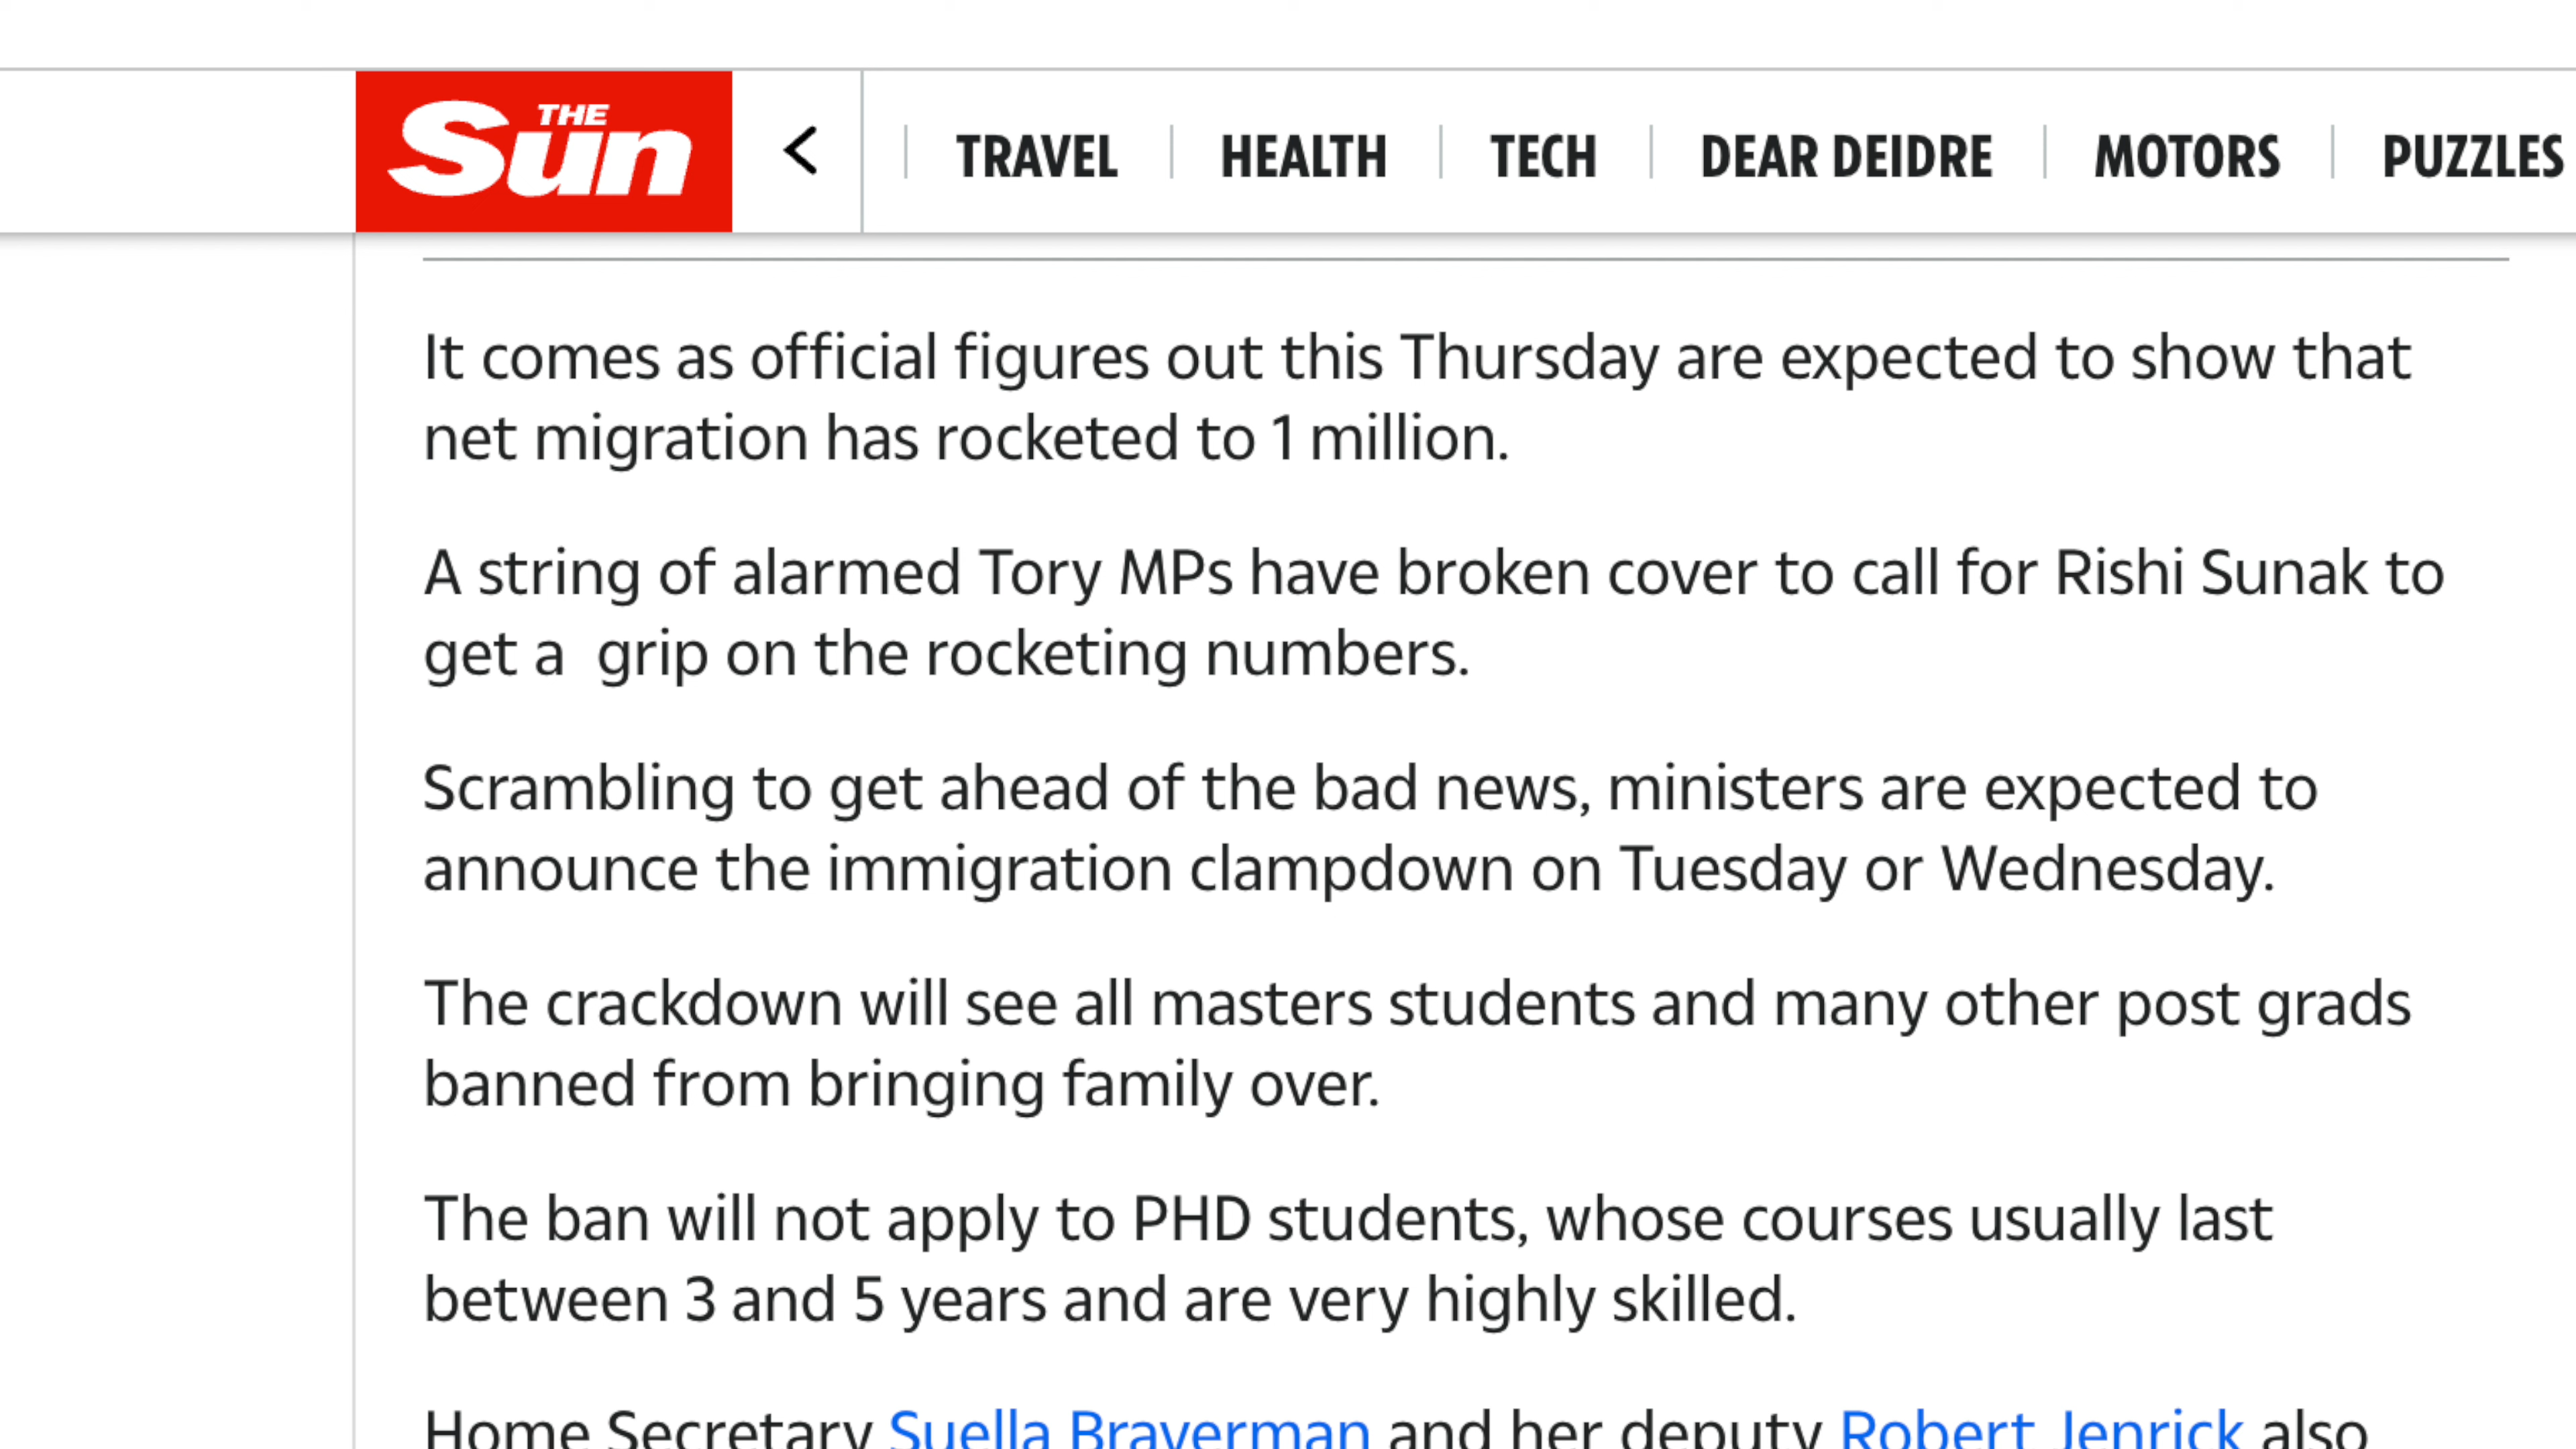 THE
Sun
< TRAVEL HEALTH TECH DEAR DEIDRE MOTORS PUZZLES
It comes as official figures out this Thursday are expected to show that
net migration has rocketed to 1 million.
A string of alarmed Tory MPs have broken cover to call for Rishi Sunak to
get a  grip on the rocketing numbers.
Scrambling to get ahead of the bad news, ministers are expected to
announce the immigration clampdown on Tuesday or Wednesday.
The crackdown will see all masters students and many other post grads
banned from bringing family over.
The ban will not apply to PHD students, whose courses usually last
between 3 and 5 years and are very highly skilled.
Home Secretary Suella Braverman and her deputy Robert Jenrick also